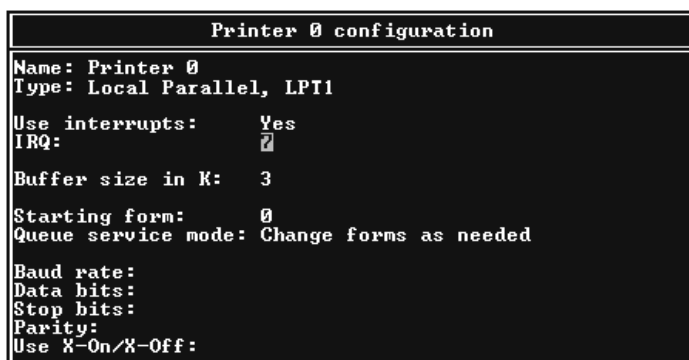 Printer 0 configuration
Name: Printer 0
Type: Local Parallel, LPT1
Use interrupts: Yes
IRQ: 7
Buffer size in K: 3
Starting form: 0
Queue service mode: Change forms as needed
Baud rate:
Data bits:
Stop bits:
Parity:
Use X-On/X-Off: